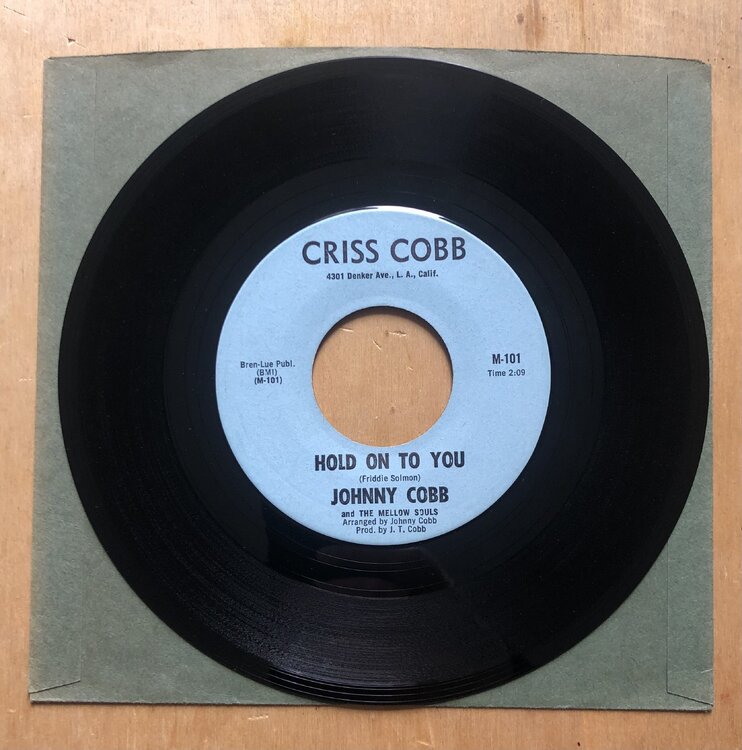 CRISS COBB
4301 Denker Ave., L. A., Calif.
Bren-Lue Publ.
(BMI)
(M-101)
M-101
Time 2:09
HOLD ON TO YOU
(Friddie Solmon)
JOHNNY COBB
and THE MELLOW SOULS
Arranged by Johnny Cobb
Prod. by J. T. Cobb